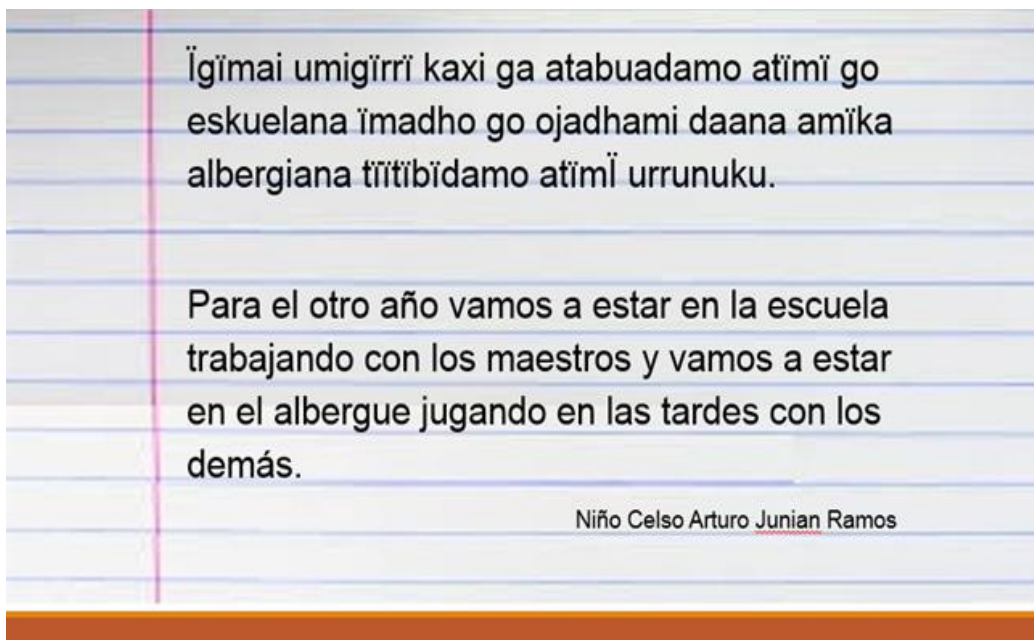 Ïgïmai umigïrrï kaxi ga atabuadamo atïmï go
eskuelana ïmadho go ojadhami daana amïka
albergiana tïïtïbïdamo atïmÏ urrunuku.
Para el otro año vamos a estar en la escuela
trabajando con los maestros y vamos a estar
en el albergue jugando en las tardes con los
demás.
Niño Celso Arturo Junian Ramos